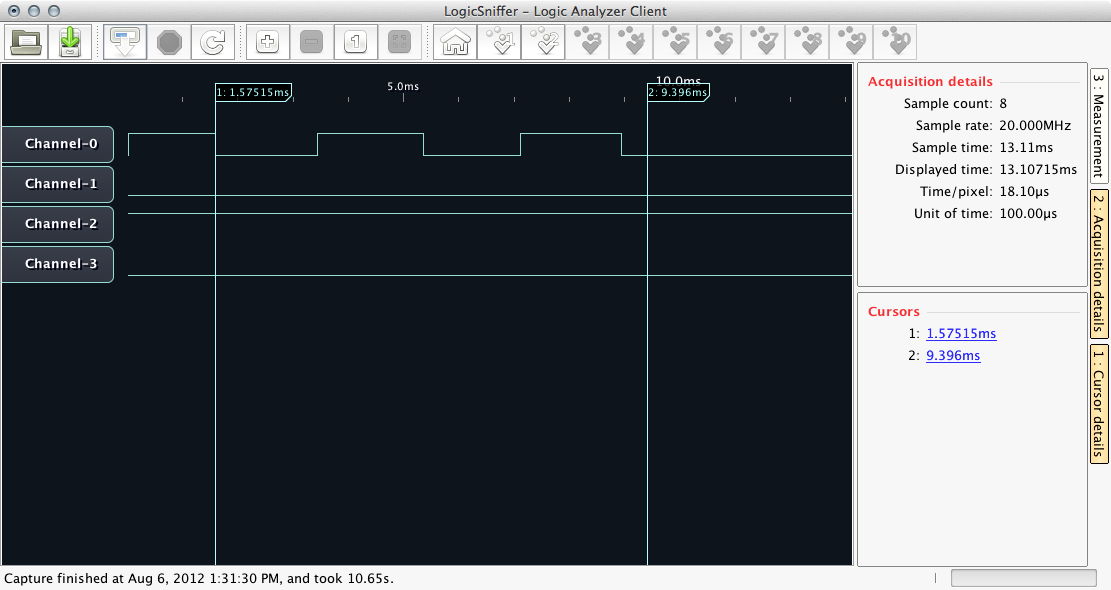 LogicSniffer - Logic Analyzer Client
1 2 3 4 5 6 7 8 9 10
1
5.0ms
10.0ms
1: 1.57515ms
2: 9.396ms
Channel-0
Channel-1
Channel-2
Channel-3
Acquisition details
Sample count: 8
Sample rate: 20.000MHz
Sample time: 13.11ms
Displayed time: 13.10715ms
Time/pixel: 18.10µs
Unit of time: 100.00µs
Cursors
1: 1.57515ms
2: 9.396ms
3 : Measurement
2 : Acquisition details
1 : Cursor details
Capture finished at Aug 6, 2012 1:31:30 PM, and took 10.65s.